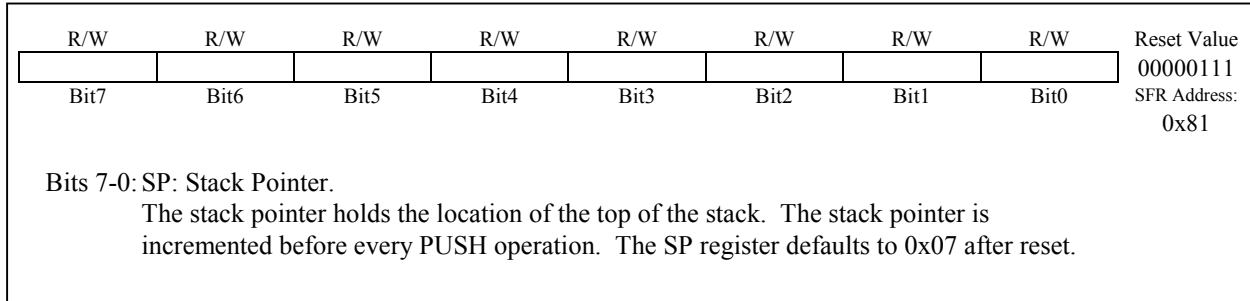 R/W R/W R/W R/W R/W R/W R/W R/W Reset Value
00000111
Bit7 Bit6 Bit5 Bit4 Bit3 Bit2 Bit1 Bit0 SFR Address:
0x81
Bits 7-0: SP: Stack Pointer.
The stack pointer holds the location of the top of the stack. The stack pointer is
incremented before every PUSH operation. The SP register defaults to 0x07 after reset.